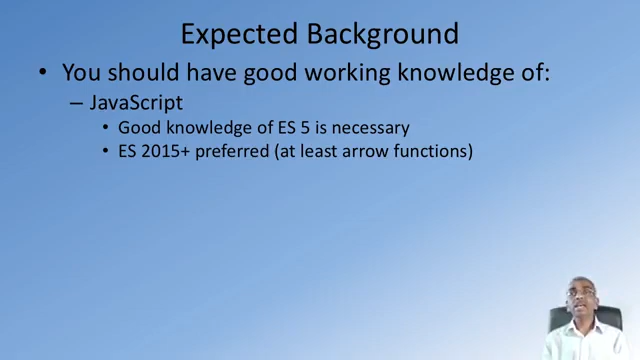 Expected Background
• You should have good working knowledge of:
– JavaScript
• Good knowledge of ES 5 is necessary
• ES 2015+ preferred (at least arrow functions)